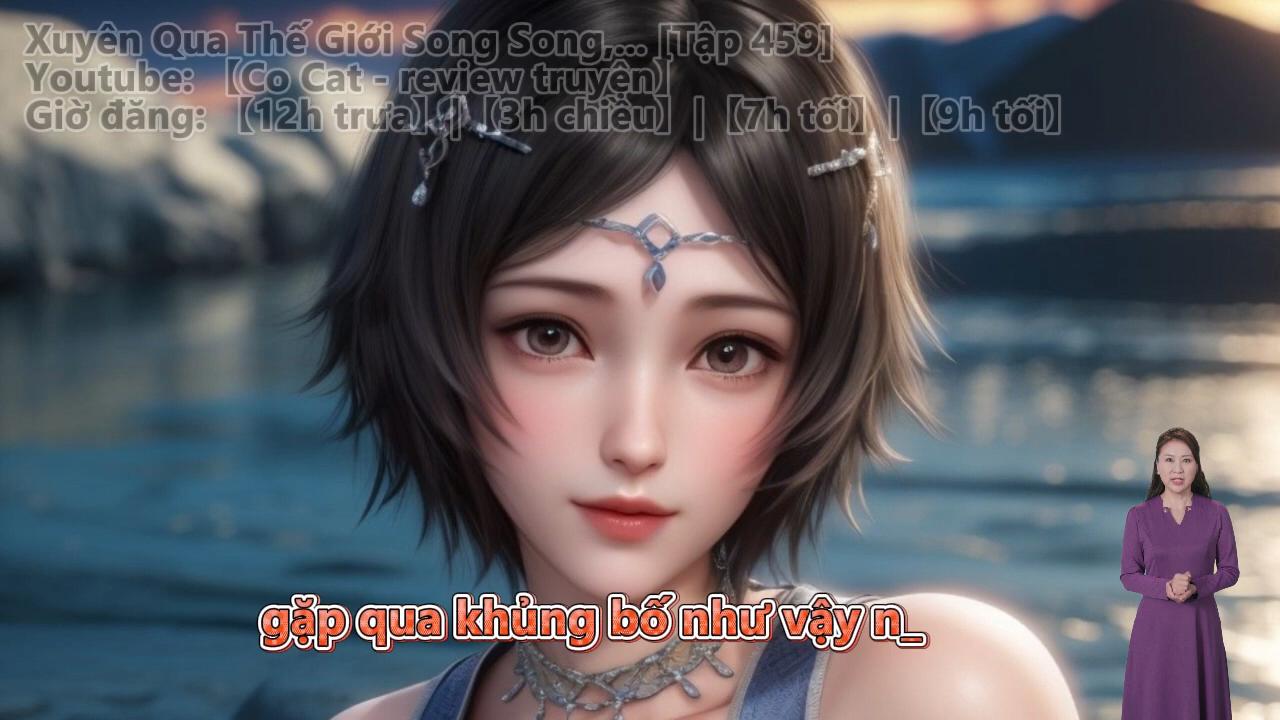 Xuyên Qua Thế Giới Song Song,... [Tập 459]
Youtube: [Co Cat - review truyện]
Giờ đăng: [12h trưa] | [3h chiều] | [7h tối] | [9h tối]
gặp qua khủng bố như vậy n_